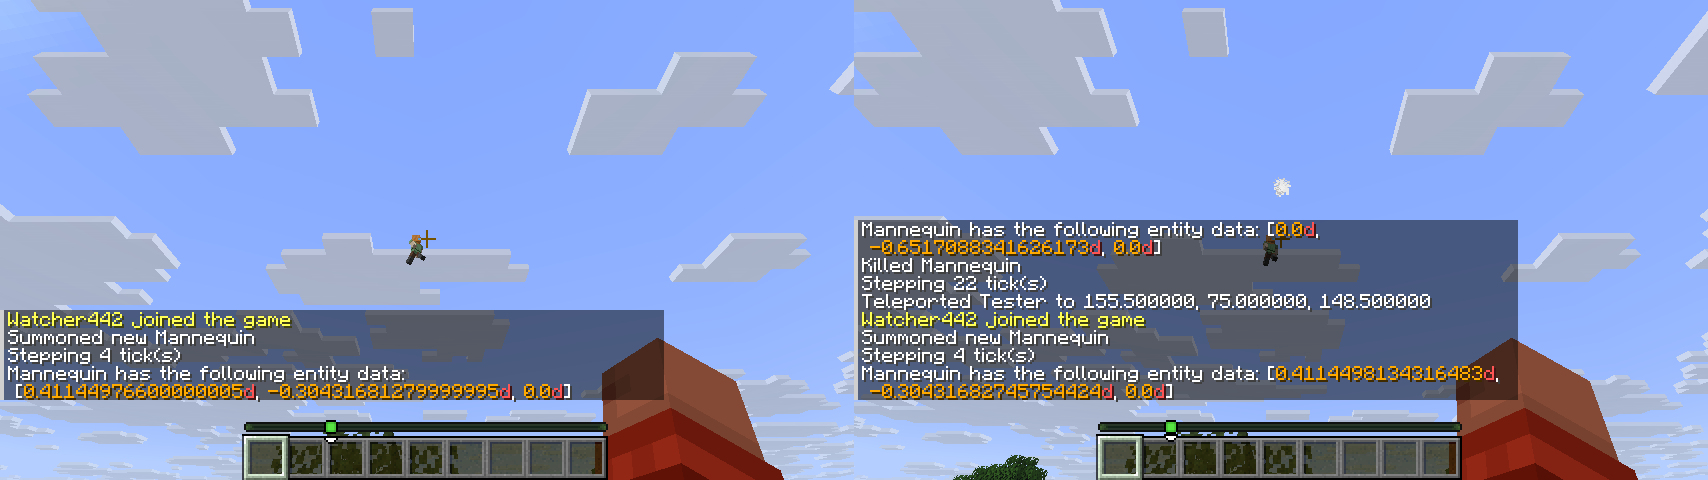 Watcher442 joined the game
Summoned new Mannequin
Stepping 4 tick(s)
Mannequin has the following entity data:
[0.41144976600000005d, -0.304316812799999995d, 0.0d]
Mannequin has the following entity data: [0.0d,
-0.6517088341626173d, 0.0d]
Killed Mannequin
Stepping 22 tick(s)
Teleported Tester to 155.500000, 75.000000, 148.500000
Watcher442 joined the game
Summoned new Mannequin
Stepping 4 tick(s)
Mannequin has the following entity data: [0.4114498134316483d,
-0.30431682745754424d, 0.0d]